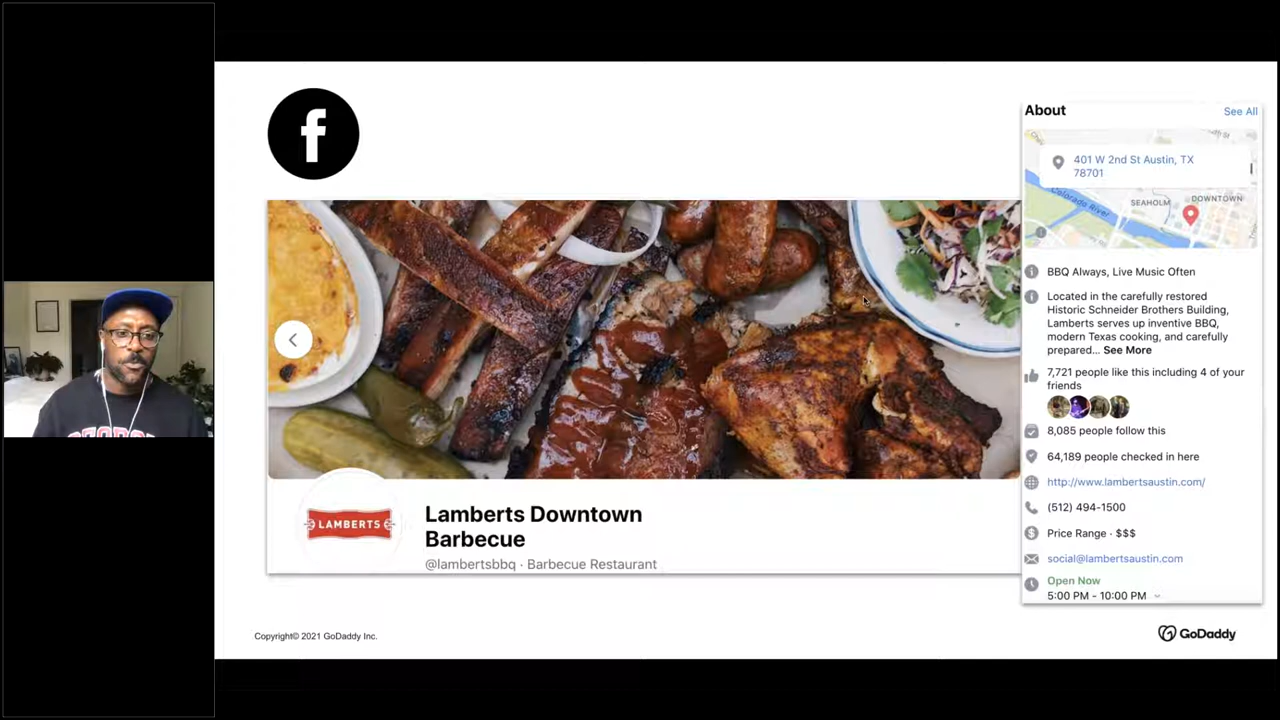 f
Lamberts Downtown
Barbecue
@lambertsbbq · Barbecue Restaurant
LAMBERTS
About
See All
401 W 2nd St Austin, TX
78701
Colorado River
SEAHOLM
DOWNTOWN
BBQ Always, Live Music Often
Located in the carefully restored
Historic Schneider Brothers Building,
Lamberts serves up inventive BBQ,
modern Texas cooking, and carefully
prepared... See More
7,721 people like this including 4 of your
friends
8,085 people follow this
64,189 people checked in here
http://www.lambertsaustin.com/
(512) 494-1500
Price Range · $$$
social@lambertsaustin.com
Open Now
5:00 PM - 10:00 PM
Copyright© 2021 GoDaddy Inc.
GoDaddy